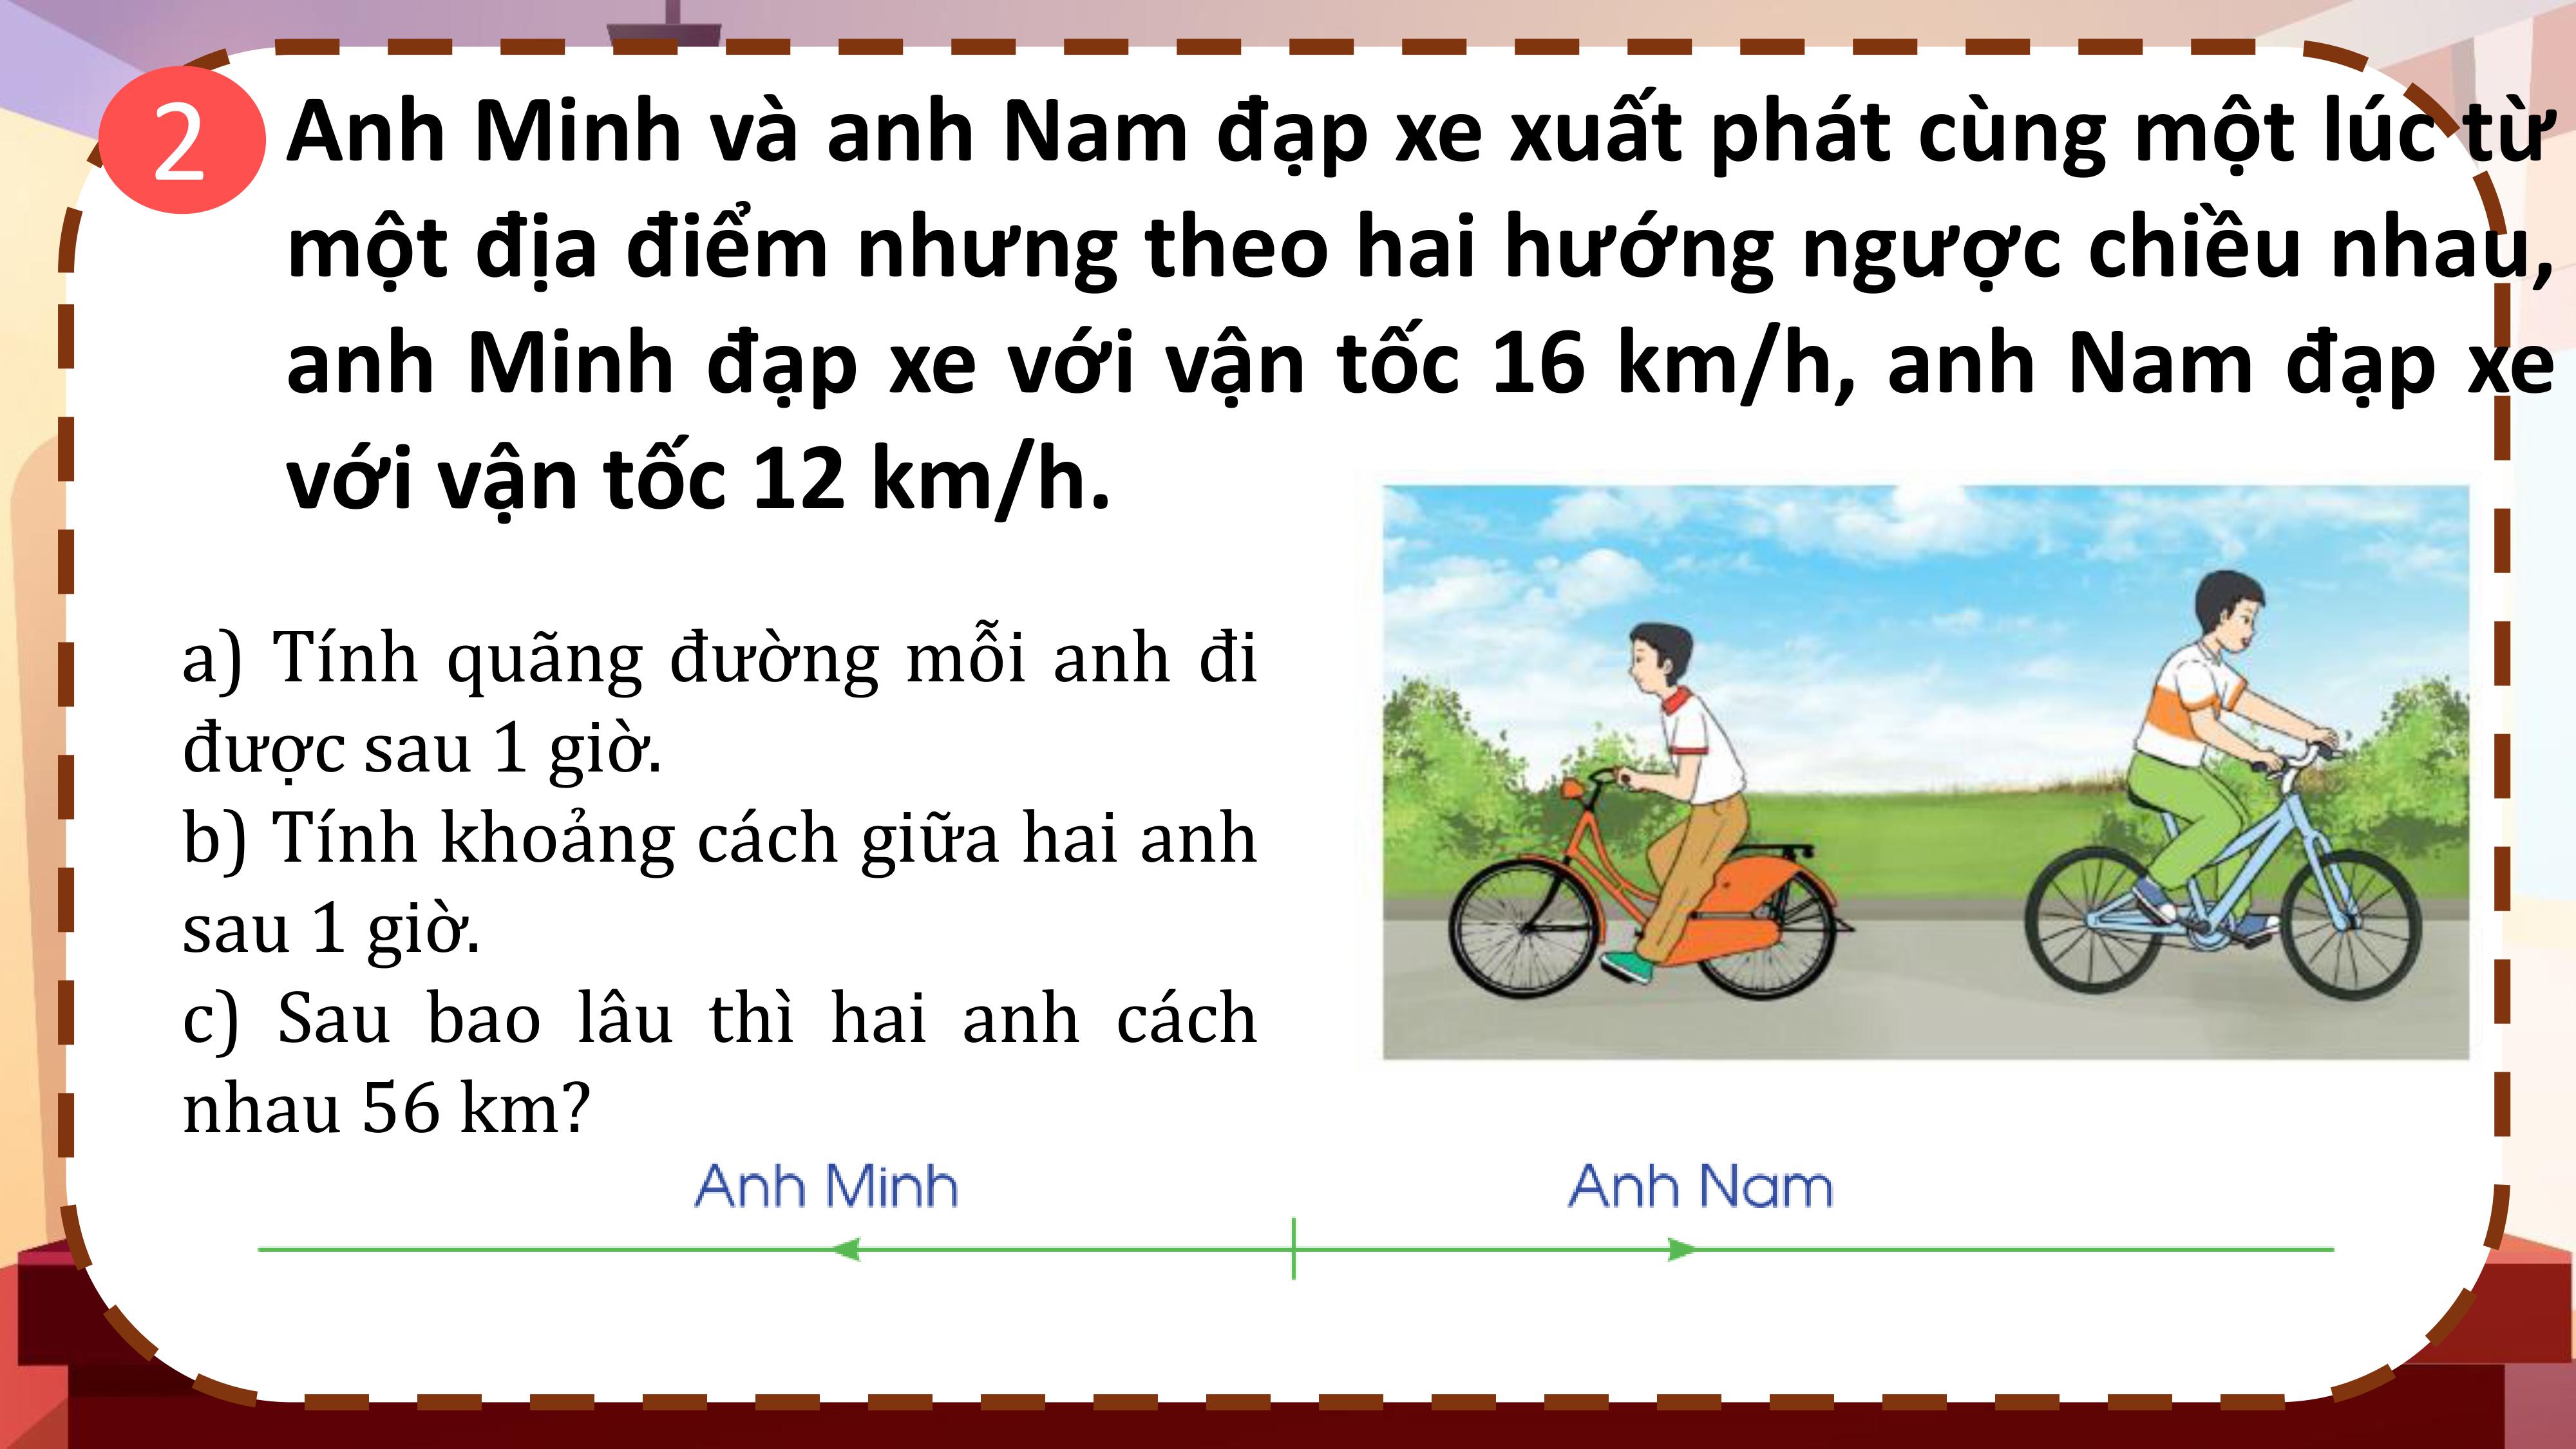 2
Anh Minh và anh Nam đạp xe xuất phát cùng một lúc từ
một địa điểm nhưng theo hai hướng ngược chiều nhau,
anh Minh đạp xe với vận tốc 16 km/h, anh Nam đạp xe
với vận tốc 12 km/h.
a) Tính quãng đường mỗi anh đi
được sau 1 giờ.
b) Tính khoảng cách giữa hai anh
sau 1 giờ.
c) Sau bao lâu thì hai anh cách
nhau 56 km?
Anh Minh
Anh Nam